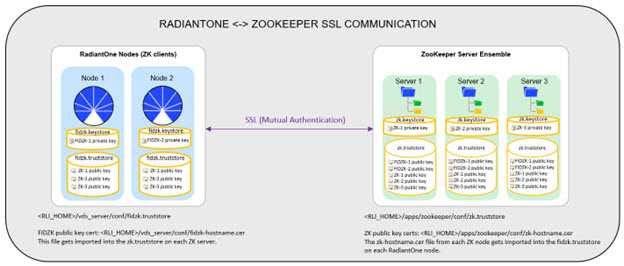 RADIANTONE <-> ZOOKEEPER SSL COMMUNICATION
RadiantOne Nodes (ZK clients)
Node 1
Node 2
fidzk.keystore
fidzk.keystore
FIDZK-1 private key
FIDZK-2 private key
fidzk.truststore
fidzk.truststore
ZK-1 public key
ZK-2 public key
ZK-3 public key
ZK-1 public key
ZK-2 public key
ZK-3 public key
SSL (Mutual Authentication)
ZooKeeper Server Ensemble
Server 1
Server 2
Server 3
zk.keystore
zk.keystore
zk.keystore
ZK-1 private key
ZK-2 private key
ZK-3 private key
zk.truststore
zk.truststore
zk.truststore
FIDZK-1 public key
FIDZK-2 public key
ZK-1 public key
ZK-2 public key
ZK-3 public key
FIDZK-1 public key
FIDZK-2 public key
ZK-1 public key
ZK-2 public key
ZK-3 public key
FIDZK-1 public key
FIDZK-2 public key
ZK-1 public key
ZK-2 public key
ZK-3 public key
<RLI_HOME>/vds_server/conf/fidzk.truststore
FIDZK public key cert: <RLI_HOME>/vds_server/conf/fidzk-hostname.cer
This file gets imported into the zk.truststore on each ZK server.
<RLI_HOME>/apps/zookeeper/conf/zk.truststore
ZK public key certs: <RLI_HOME>/apps/zookeeper/conf/zk-hostname.cer
The zk-hostname.cer file from each ZK node gets imported into the fidzk.truststore
on each RadiantOne node.